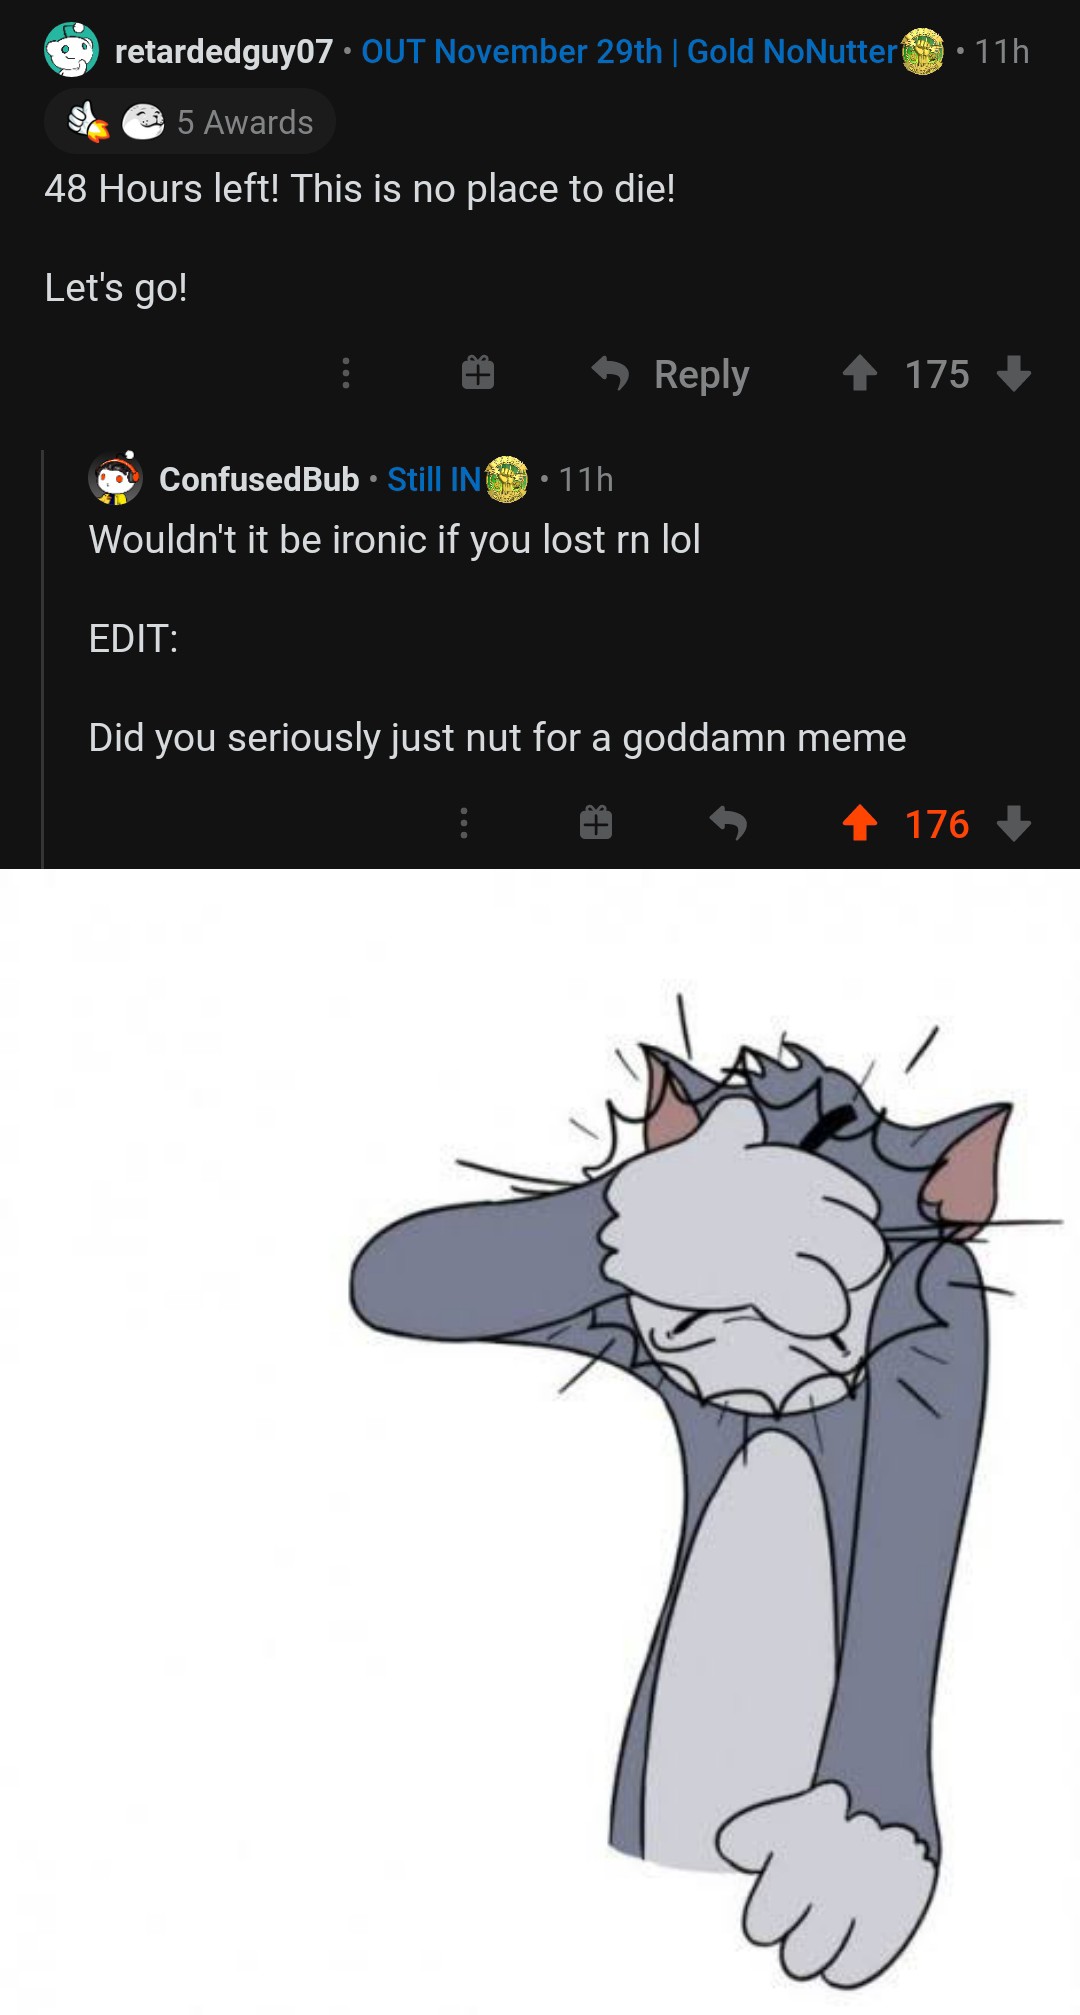 retardedguy07 • OUT November 29th | Gold NoNutter • 11h
5 Awards
48 Hours left! This is no place to die!
Let's go!
Reply 175
ConfusedBub • Still IN • 11h
Wouldn't it be ironic if you lost rn lol
EDIT:
Did you seriously just nut for a goddamn meme
176